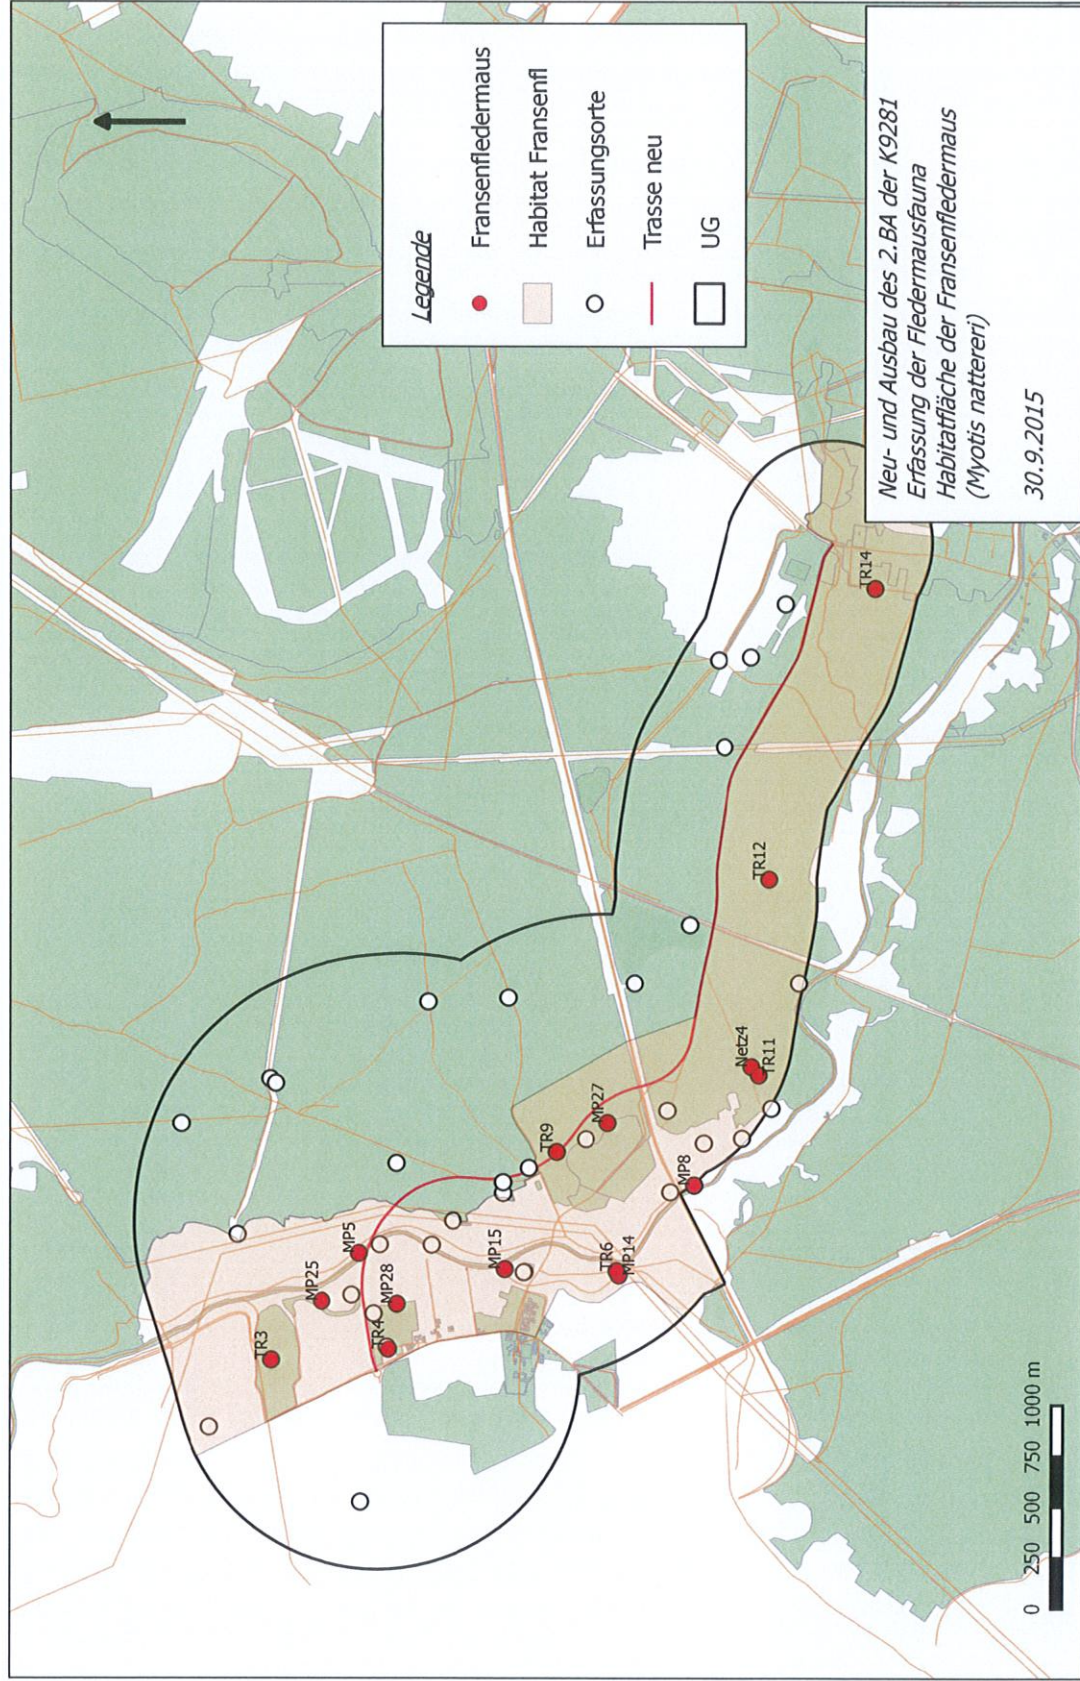 Legende
Fransenfledermaus
Habitat Fransenfl
Erfassungsorte
Trasse neu
UG
TR3
MP25
MP5
TR4
MP28
MP15
TR6
MP14
TR9
MP27
MP8
Netz4
TR11
TR12
TR14
0 250 500 750 1000 m
Neu- und Ausbau des 2.BA der K9281
Erfassung der Fledermausfauna
Habitatfläche der Fransenfledermaus
(Myotis nattereri)
30.9.2015